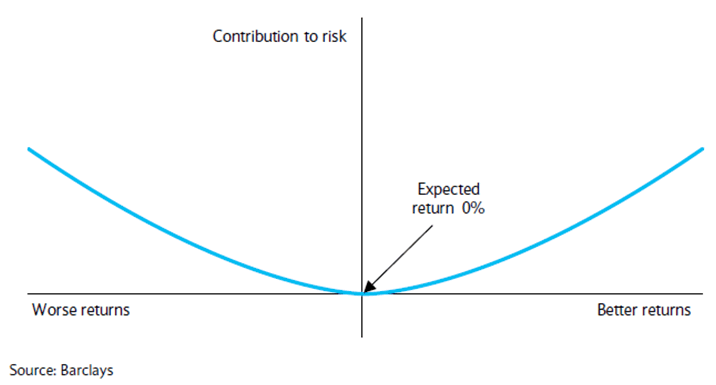 Contribution to risk
Expected
return 0%
Worse returns
Better returns
Source: Barclays